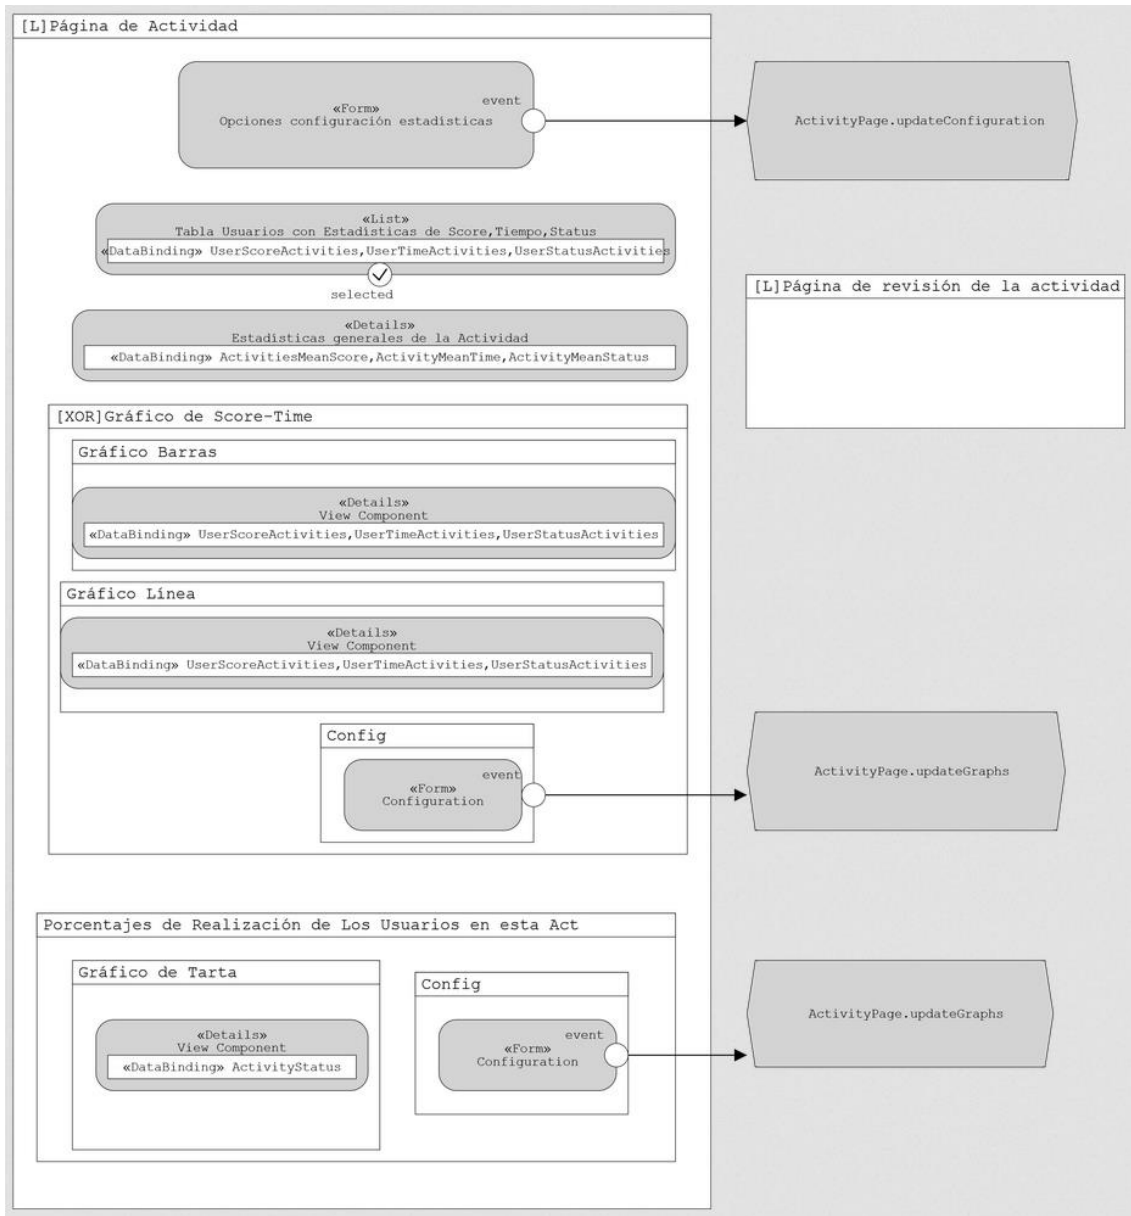 [L]Página de Actividad
event
«Form»
Opciones configuración estadísticas
ActivityPage.updateConfiguration
«List»
Tabla Usuarios con Estadísticas de Score,Tiempo,Status
«DataBinding» UserScoreActivities,UserTimeActivities,UserStatusActivities
selected
[L]Página de revisión de la actividad
«Details»
Estadísticas generales de la Actividad
«DataBinding» ActivitiesMeanScore,ActivityMeanTime,ActivityMeanStatus
[XOR]Gráfico de Score-Time
Gráfico Barras
«Details»
View Component
«DataBinding» UserScoreActivities,UserTimeActivities,UserStatusActivities
Gráfico Línea
«Details»
View Component
«DataBinding» UserScoreActivities,UserTimeActivities,UserStatusActivities
Config
event
«Form»
Configuration
ActivityPage.updateGraphs
Porcentajes de Realización de Los Usuarios en esta Act
Gráfico de Tarta
«Details»
View Component
«DataBinding» ActivityStatus
Config
event
«Form»
Configuration
ActivityPage.updateGraphs